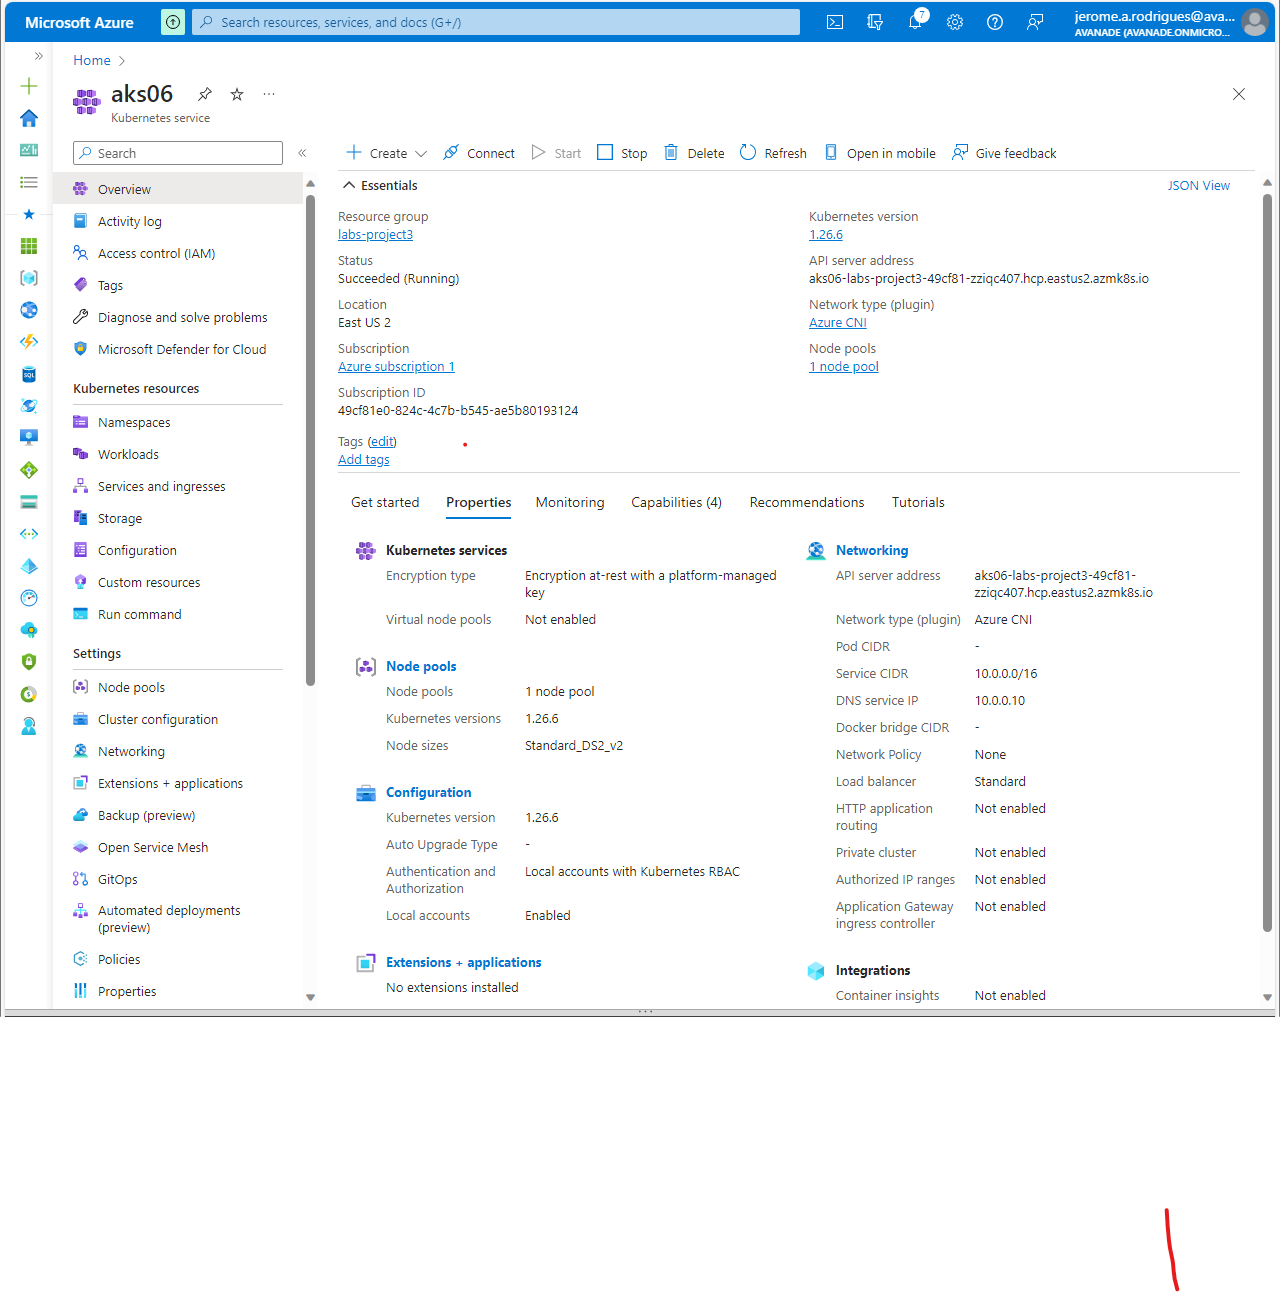 Microsoft Azure
Search resources, services, and docs (G+/)
7
jerome.a.rodrigues@ava...
AVANADE (AVANADE.ONMICRO...
Home
aks06
Kubernetes service
Search
Create
Connect
Start
Stop
Delete
Refresh
Open in mobile
Give feedback
Overview
Activity log
Access control (IAM)
Tags
Diagnose and solve problems
Microsoft Defender for Cloud
Kubernetes resources
Namespaces
Workloads
Services and ingresses
Storage
Configuration
Custom resources
Run command
Settings
Node pools
Cluster configuration
Networking
Extensions + applications
Backup (preview)
Open Service Mesh
GitOps
Automated deployments
(preview)
Policies
Properties
Essentials
JSON View
Resource group
labs-project3
Status
Succeeded (Running)
Location
East US 2
Subscription
Azure subscription 1
Subscription ID
49cf81e0-824c-4c7b-b545-ae5b80193124
Tags (edit)
Add tags
Kubernetes version
1.26.6
API server address
aks06-labs-project3-49cf81-zziqc407.hcp.eastus2.azmk8s.io
Network type (plugin)
Azure CNI
Node pools
1 node pool
Get started
Properties
Monitoring
Capabilities (4)
Recommendations
Tutorials
Kubernetes services
Encryption type Encryption at-rest with a platform-managed
key
Virtual node pools Not enabled
Node pools
Node pools 1 node pool
Kubernetes versions 1.26.6
Node sizes Standard_DS2_v2
Configuration
Kubernetes version 1.26.6
Auto Upgrade Type -
Authentication and Local accounts with Kubernetes RBAC
Authorization
Local accounts Enabled
Extensions + applications
No extensions installed
Networking
API server address aks06-labs-project3-49cf81-
zziqc407.hcp.eastus2.azmk8s.io
Network type (plugin) Azure CNI
Pod CIDR -
Service CIDR 10.0.0.0/16
DNS service IP 10.0.0.10
Docker bridge CIDR -
Network Policy None
Load balancer Standard
HTTP application Not enabled
routing
Private cluster Not enabled
Authorized IP ranges Not enabled
Application Gateway Not enabled
ingress controller
Integrations
Container insights Not enabled